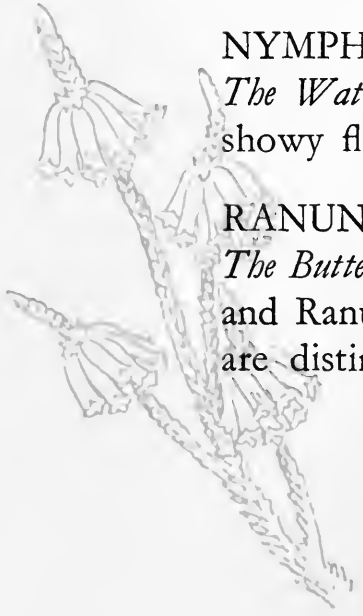 NYMPH
The Wat
showy fl
RANUN
The Butte
and Ranu
are distin